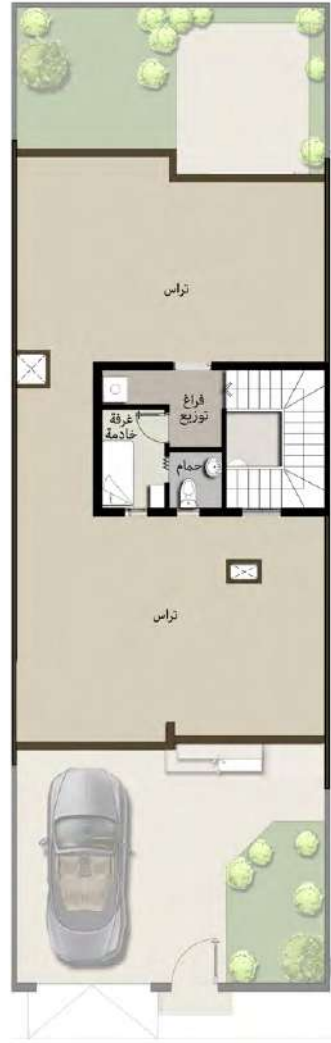 تراس
فراغ
توزيع
غرفة
خادمة
حمام
تراس